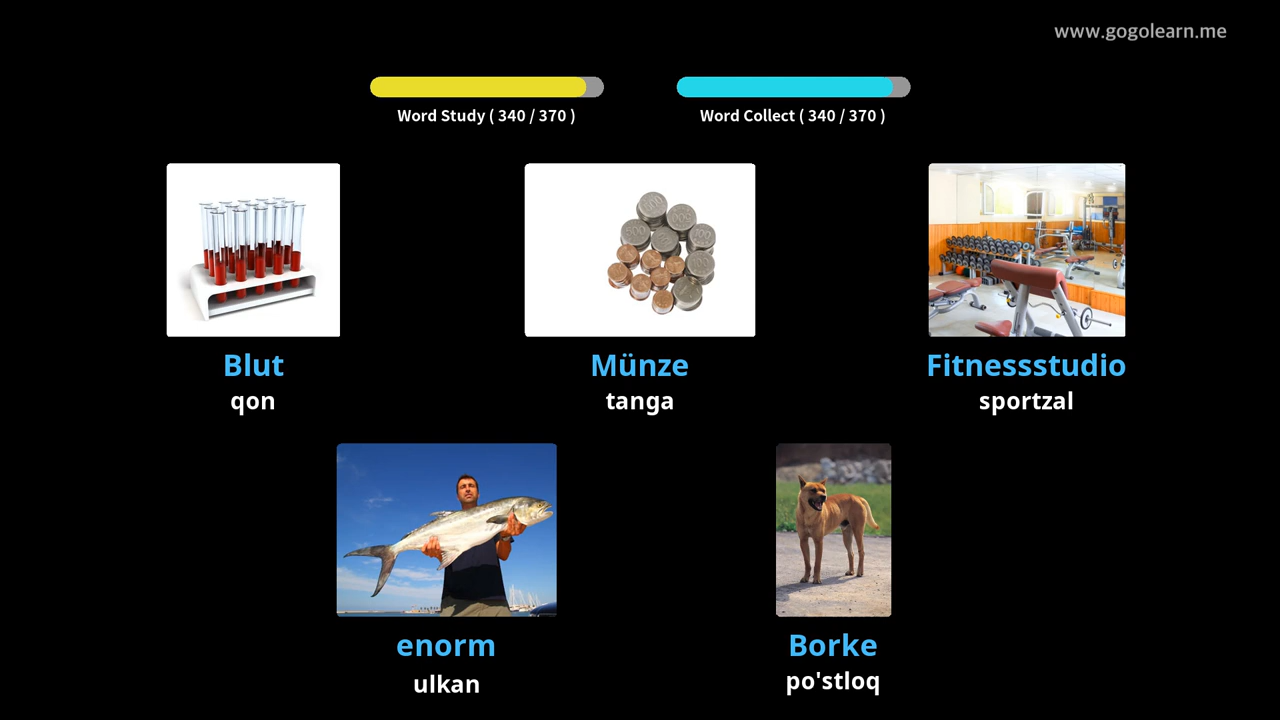 www.gogolearn.me
Word Study ( 340 / 370 )
Word Collect ( 340 / 370 )
Blut
qon
Münze
tanga
Fitnessstudio
sportzal
enorm
ulkan
Borke
po'stloq